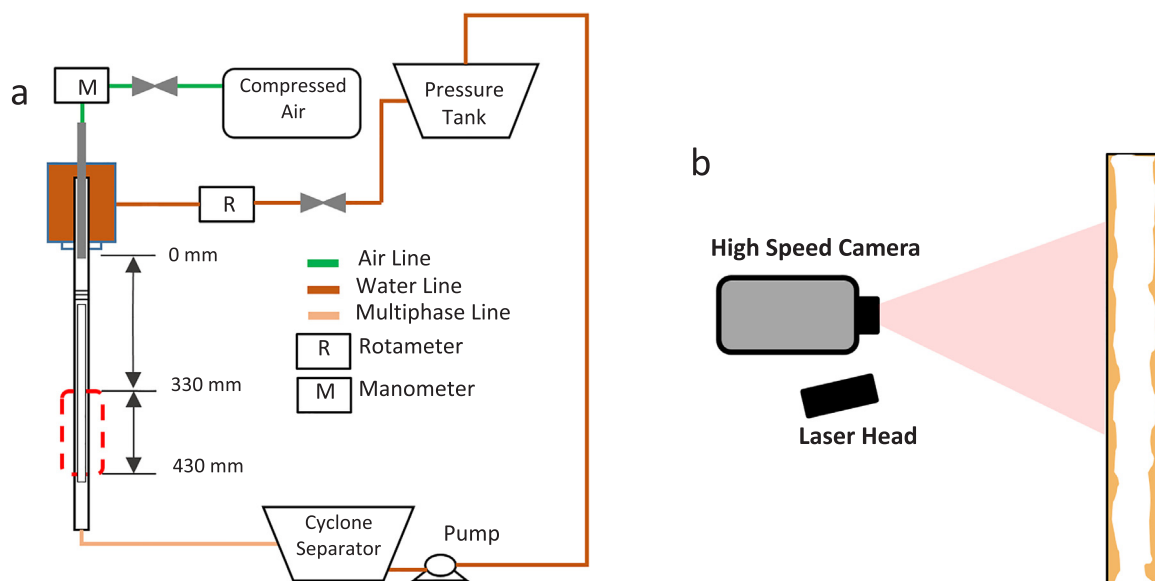 a
M
Compressed
Air
Pressure
Tank
R
0 mm
Air Line
Water Line
Multiphase Line
R
Rotameter
M
Manometer
330 mm
430 mm
Cyclone
Separator
Pump
b
High Speed Camera
Laser Head